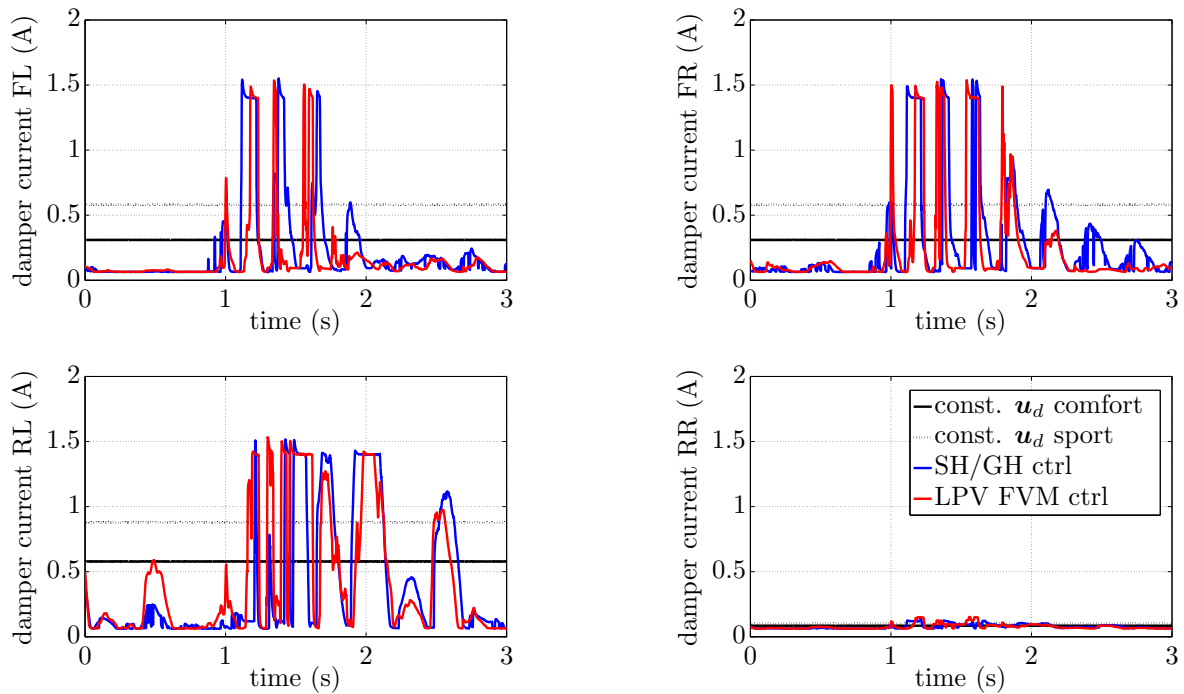 damper current FL (A)
2
1.5
1
0.5
0
0 1 2 3
time (s)
damper current FR (A)
2
1.5
1
0.5
0
0 1 2 3
time (s)
damper current RL (A)
2
1.5
1
0.5
0
0 1 2 3
time (s)
damper current RR (A)
2
1.5
1
0.5
0
0 1 2 3
time (s)
const. u_d comfort
const. u_d sport
SH/GH ctrl
LPV FVM ctrl